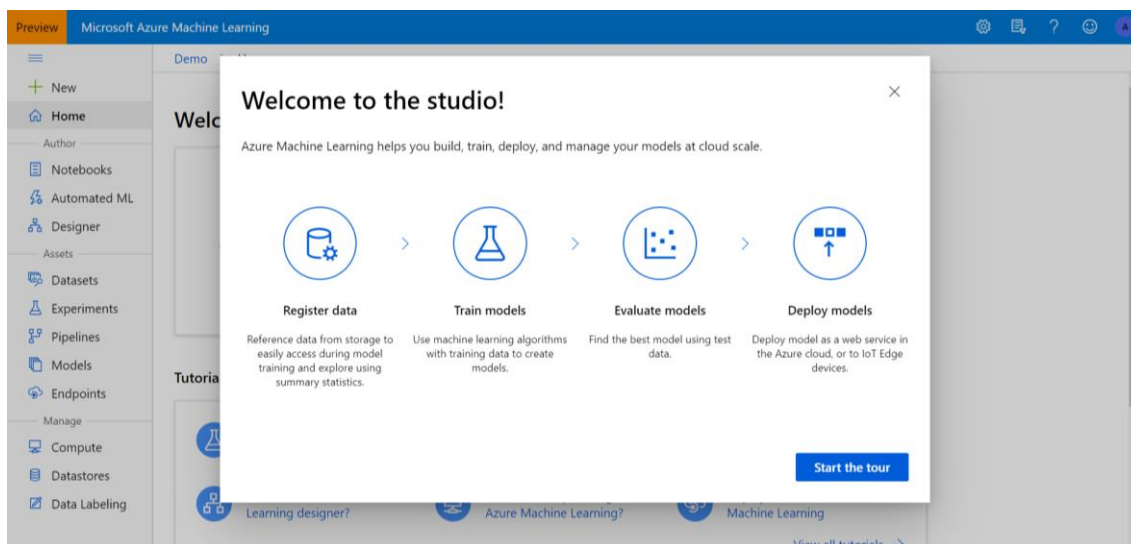 Preview
Microsoft Azure Machine Learning
Demo
New
Home
Author
Notebooks
Automated ML
Designer
Assets
Datasets
Experiments
Pipelines
Models
Endpoints
Manage
Compute
Datastores
Data Labeling
Welcome to the studio!
Azure Machine Learning helps you build, train, deploy, and manage your models at cloud scale.
Register data
Reference data from storage to
easily access during model
training and explore using
summary statistics.
Train models
Use machine learning algorithms
with training data to create
models.
Evaluate models
Find the best model using test
data.
Deploy models
Deploy model as a web service in
the Azure cloud, or to IoT Edge
devices.
Start the tour
Welc
Tutoria
Learning designer?
Azure Machine Learning?
Machine Learning
View all tutorials
A